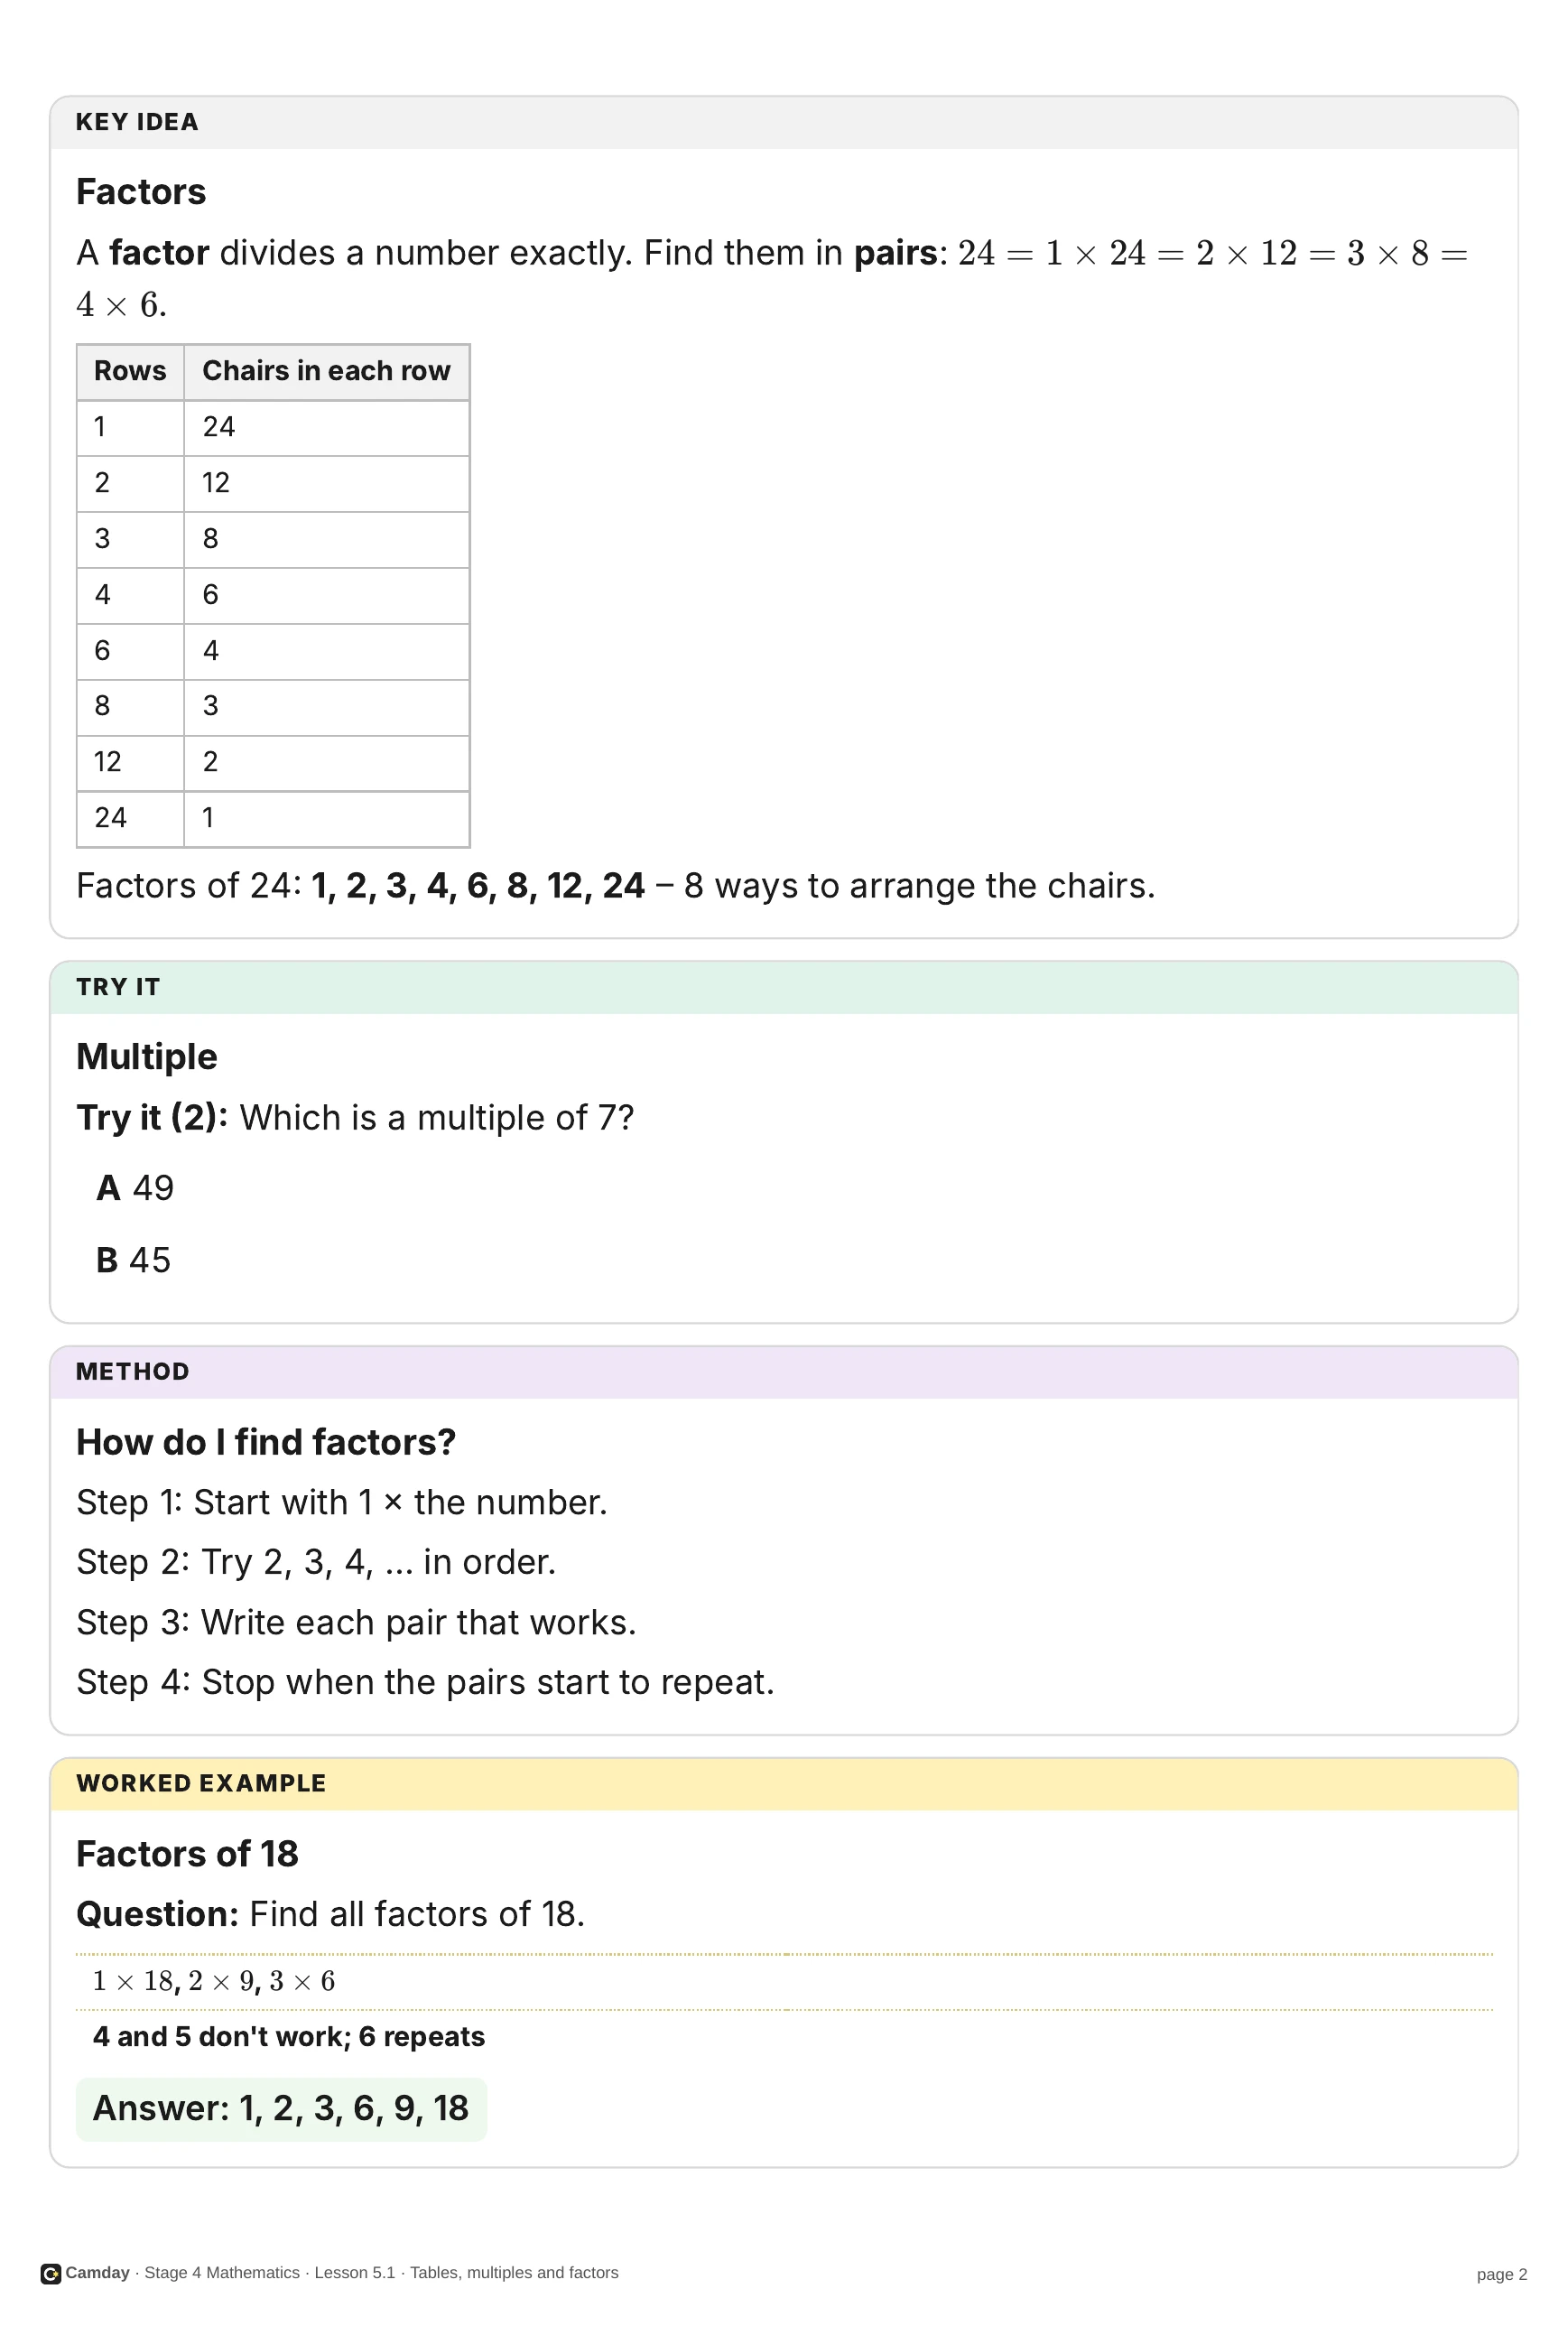 KEY IDEA
Factors
A factor divides a number exactly. Find them in pairs: 24 = 1 × 24 = 2 × 12 = 3 × 8 =
4 × 6.
Rows Chairs in each row
1 24
2 12
3 8
4 6
6 4
8 3
12 2
24 1
Factors of 24: 1, 2, 3, 4, 6, 8, 12, 24 – 8 ways to arrange the chairs.
TRY IT
Multiple
Try it (2): Which is a multiple of 7?
A 49
B 45
METHOD
How do I find factors?
Step 1: Start with 1 × the number.
Step 2: Try 2, 3, 4, ... in order.
Step 3: Write each pair that works.
Step 4: Stop when the pairs start to repeat.
WORKED EXAMPLE
Factors of 18
Question: Find all factors of 18.
1 × 18, 2 × 9, 3 × 6
4 and 5 don't work; 6 repeats
Answer: 1, 2, 3, 6, 9, 18
Camday · Stage 4 Mathematics · Lesson 5.1 · Tables, multiples and factors
page 2